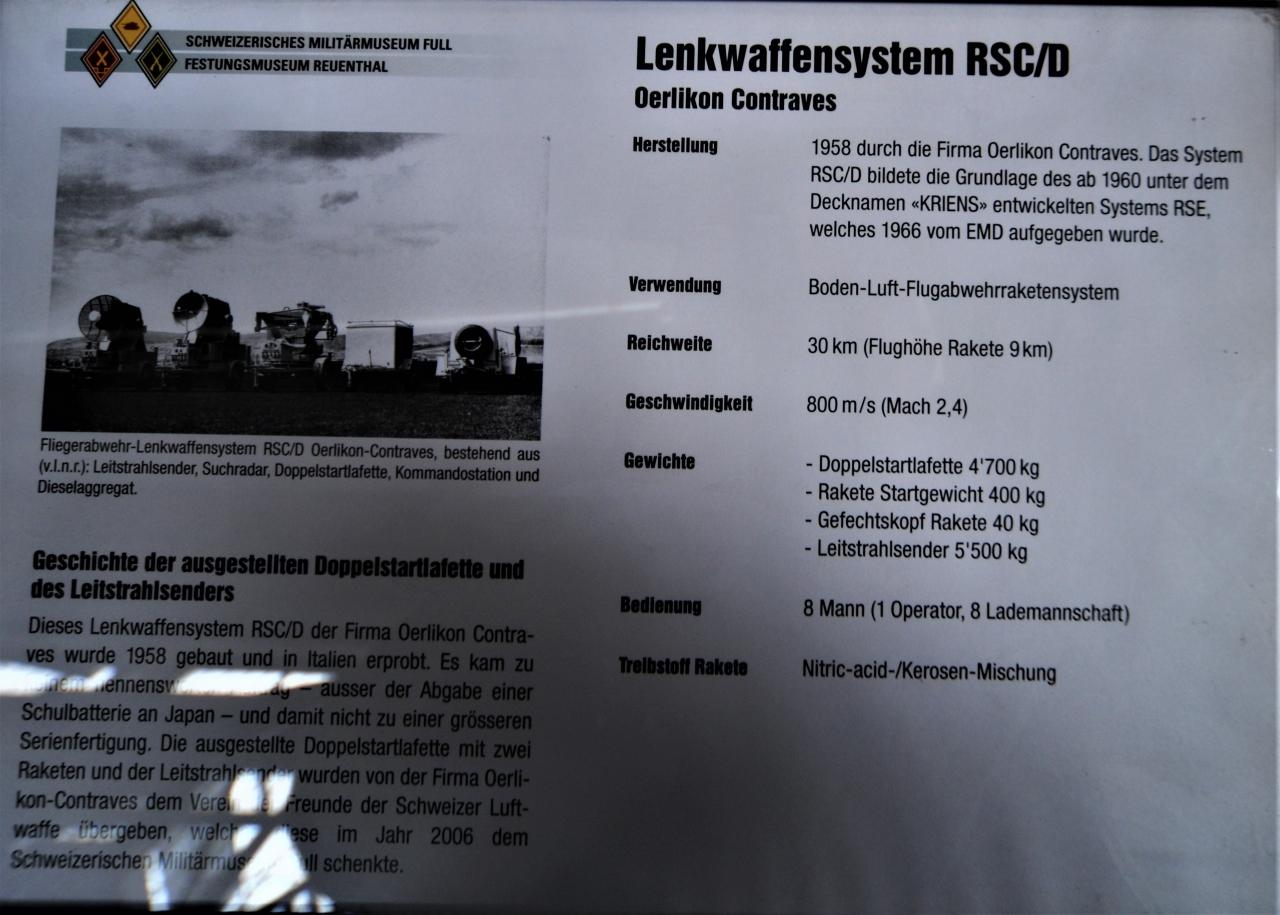 SCHWEIZERISCHES MILITÄRMUSEUM FULL
FESTUNGSMUSEUM REUENTHAL
Fliegerabwehr-Lenkwaffensystem RSC/D Oerlikon-Contraves, bestehend aus
(v.l.n.r.): Leitstrahlsender, Suchradar, Doppelstartlafette, Kommandostation und
Dieselaggregat.
Geschichte der ausgestellten Doppelstartlafette und
des Leitstrahlsenders
Dieses Lenkwaffensystem RSC/D der Firma Oerlikon Contra-
ves wurde 1958 gebaut und in Italien erprobt. Es kam zu
keinem – ausser der Abgabe einer
Schulbatterie an Japan – und damit nicht zu einer grösseren
Serienfertigung. Die ausgestellte Doppelstartlafette mit zwei
Raketen und der Leitstrahlsender wurden von der Firma Oerli-
kon-Contraves dem Verein der Freunde der Schweizer Luft-
waffe übergeben, welcher diese im Jahr 2006 dem
Schweizerischen Militärmuseum Full schenkte.
Lenkwaffensystem RSC/D
Oerlikon Contraves
Herstellung 1958 durch die Firma Oerlikon Contraves. Das System
RSC/D bildete die Grundlage des ab 1960 unter dem
Decknamen «KRIENS» entwickelten Systems RSE,
welches 1966 vom EMD aufgegeben wurde.
Verwendung Boden-Luft-Flugabwehrraketensystem
Reichweite 30 km (Flughöhe Rakete 9 km)
Geschwindigkeit 800 m/s (Mach 2,4)
Gewichte - Doppelstartlafette 4'700 kg
- Rakete Startgewicht 400 kg
- Gefechtskopf Rakete 40 kg
- Leitstrahlsender 5'500 kg
Bedienung 8 Mann (1 Operator, 8 Lademannschaft)
Treibstoff Rakete Nitric-acid-/Kerosen-Mischung